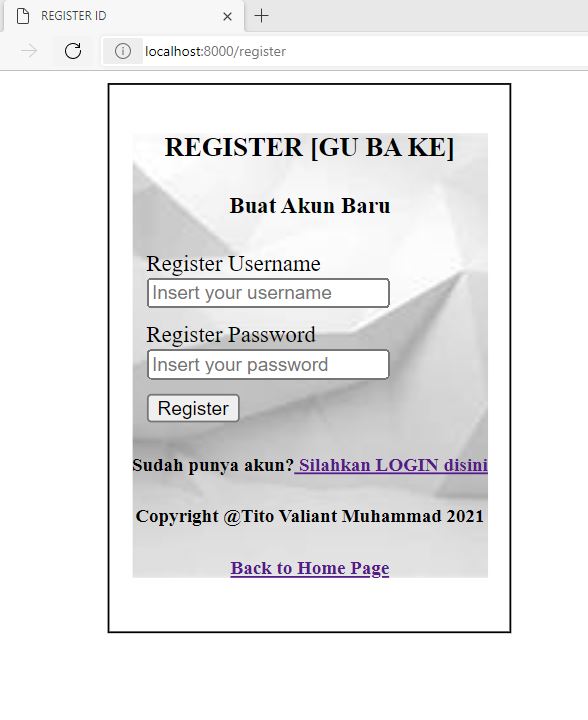 REGISTER ID
localhost:8000/register
REGISTER [GU BA KE]
Buat Akun Baru
Register Username
Insert your username
Register Password
Insert your password
Register
Sudah punya akun? Silahkan LOGIN disini
Copyright @Tito Valiant Muhammad 2021
Back to Home Page